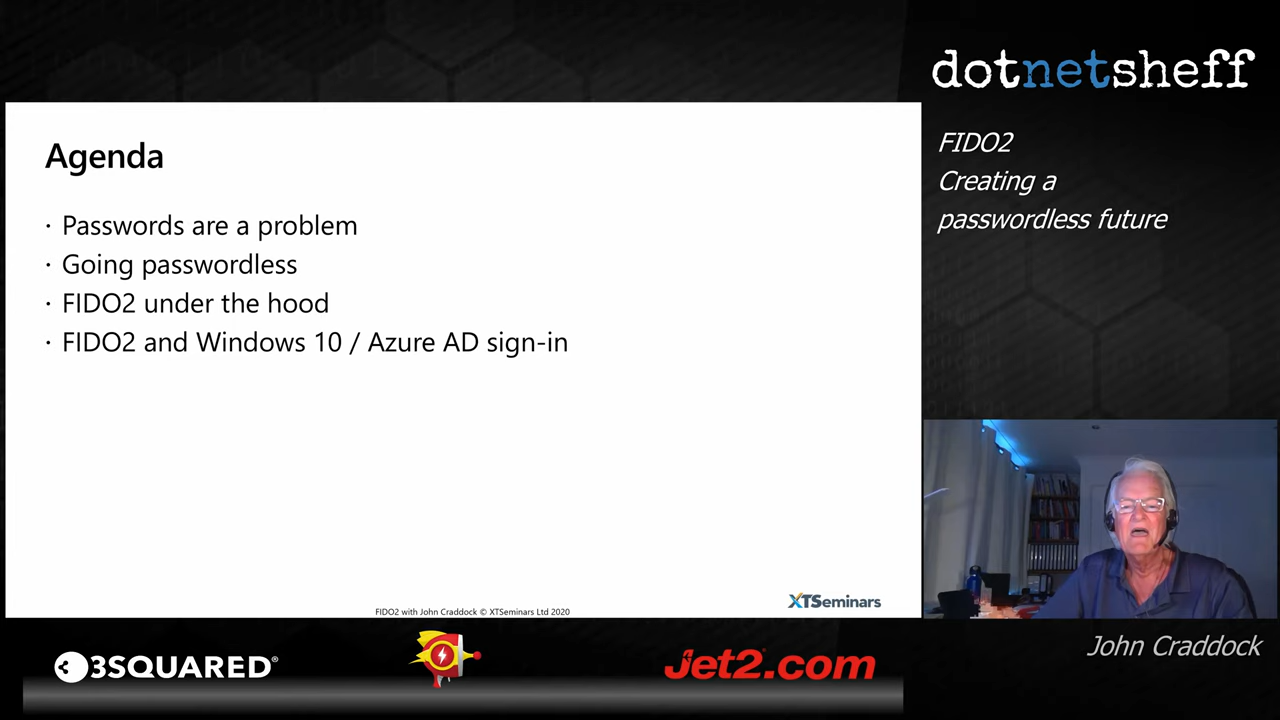 dotnetsheff
FIDO2
Creating a
passwordless future
Agenda
· Passwords are a problem
· Going passwordless
· FIDO2 under the hood
· FIDO2 and Windows 10 / Azure AD sign-in
FIDO2 with John Craddock © XTSeminars Ltd 2020
XTSeminars
John Craddock
3SQUARED®
Jet2.com